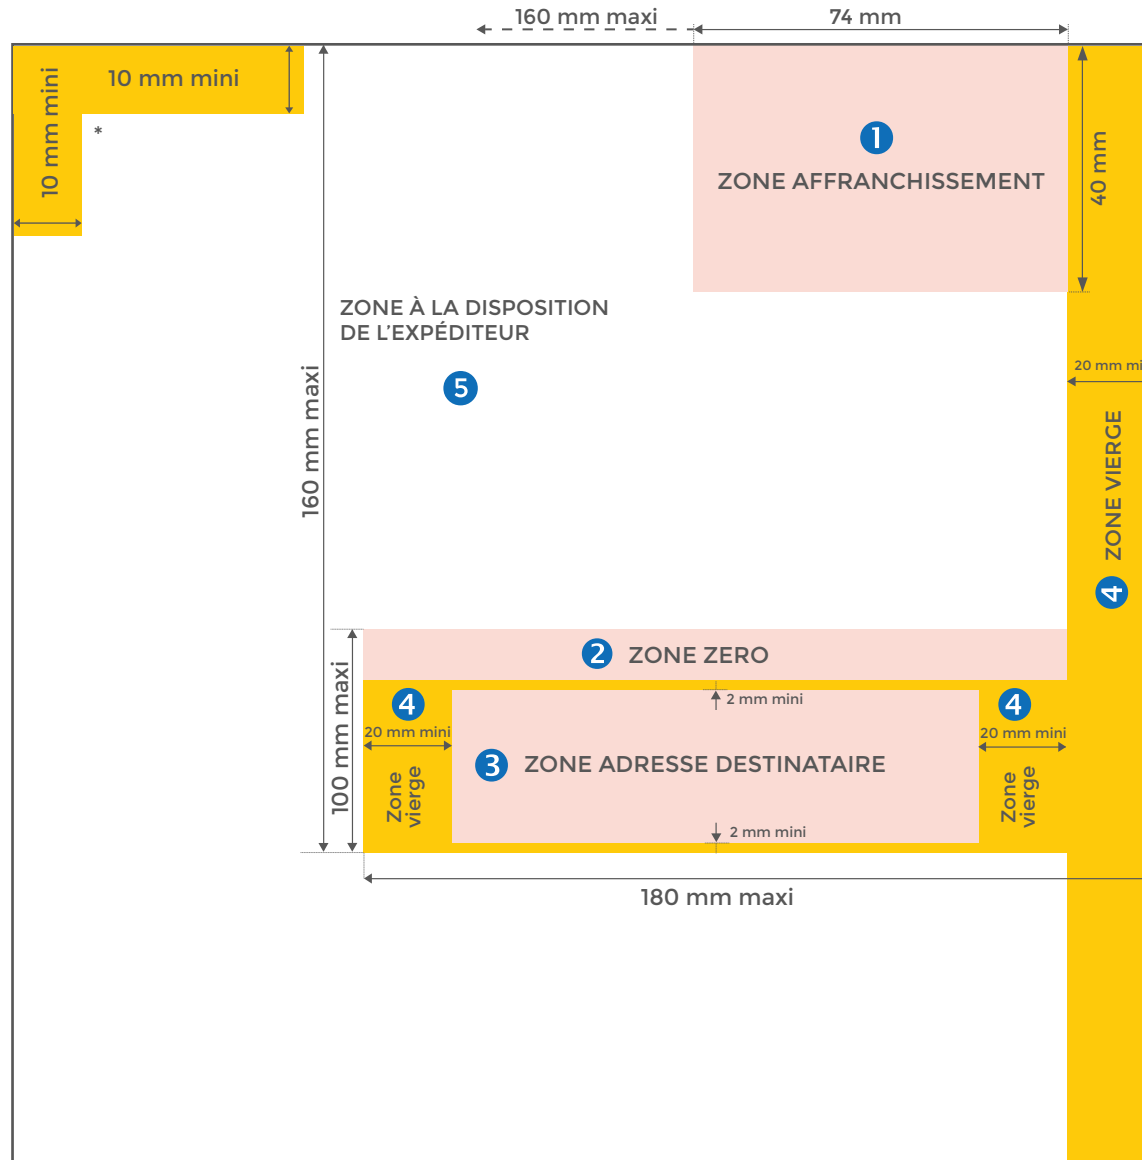 160 mm maxi
74 mm
10 mm mini
10 mm mini
*
1
ZONE AFFRANCHISSEMENT
40 mm
ZONE À LA DISPOSITION
DE L'EXPÉDITEUR
5
160 mm maxi
20 mm mi
4 ZONE VIERGE
2 ZONE ZERO
100 mm maxi
4
20 mm mini
Zone
vierge
2 mm mini
3 ZONE ADRESSE DESTINATAIRE
2 mm mini
4
20 mm mini
Zone
vierge
180 mm maxi